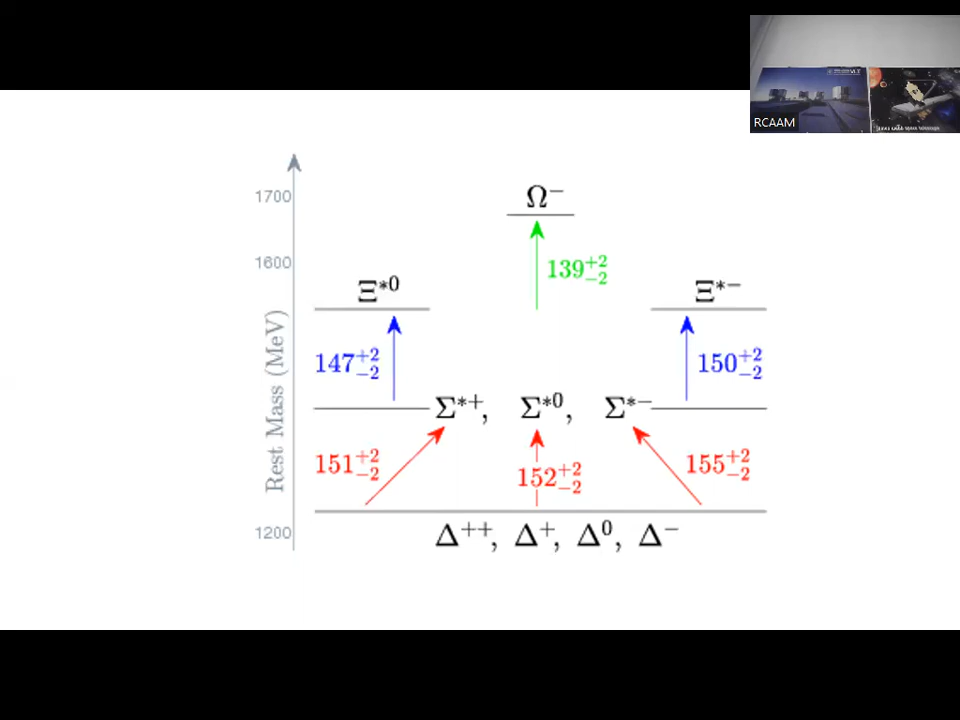 RCAAM
1700
Ω⁻
1600
139⁺²₋₂
Ξ*⁰
Ξ*⁻
147⁺²₋₂
150⁺²₋₂
Rest Mass (MeV)
Σ*⁺, Σ*⁰, Σ*⁻
151⁺²₋₂
152⁺²₋₂
155⁺²₋₂
1200
Δ⁺⁺, Δ⁺, Δ⁰, Δ⁻